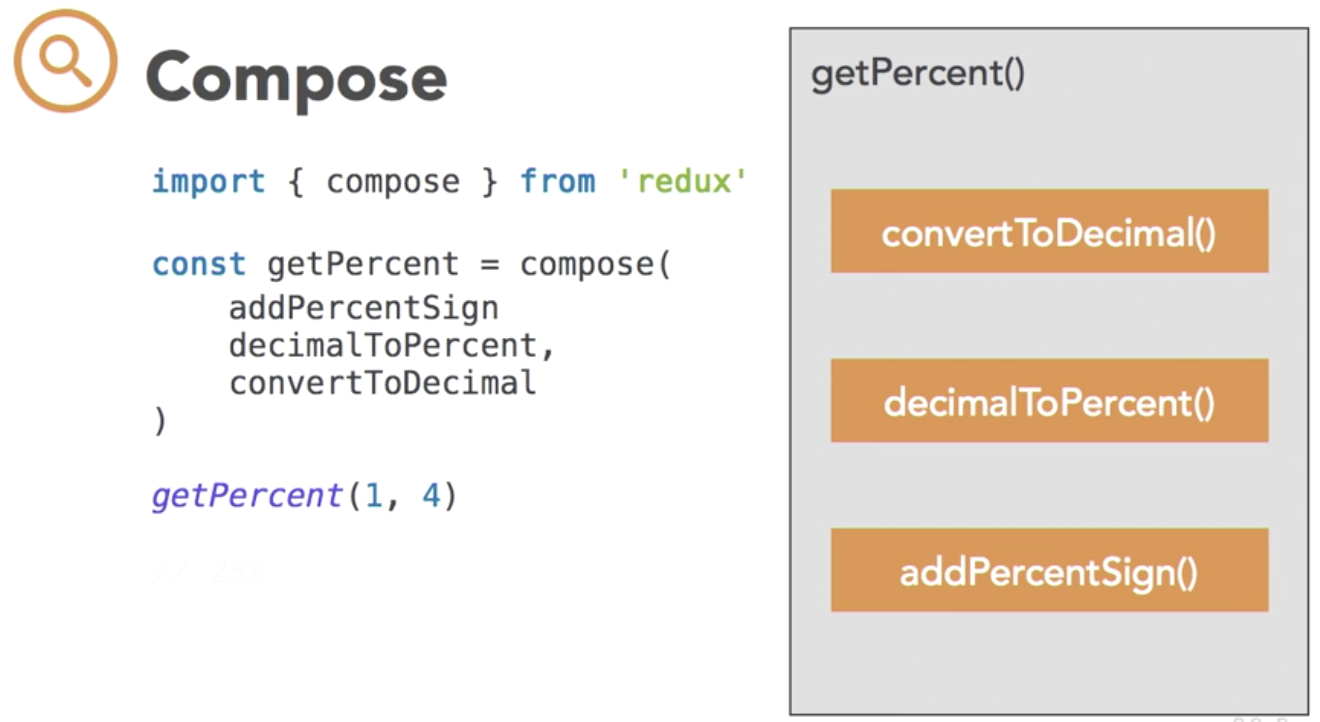 Compose
import { compose } from 'redux'
const getPercent = compose(
addPercentSign
decimalToPercent,
convertToDecimal
)
getPercent(1, 4)
// 25%
getPercent()
convertToDecimal()
decimalToPercent()
addPercentSign()